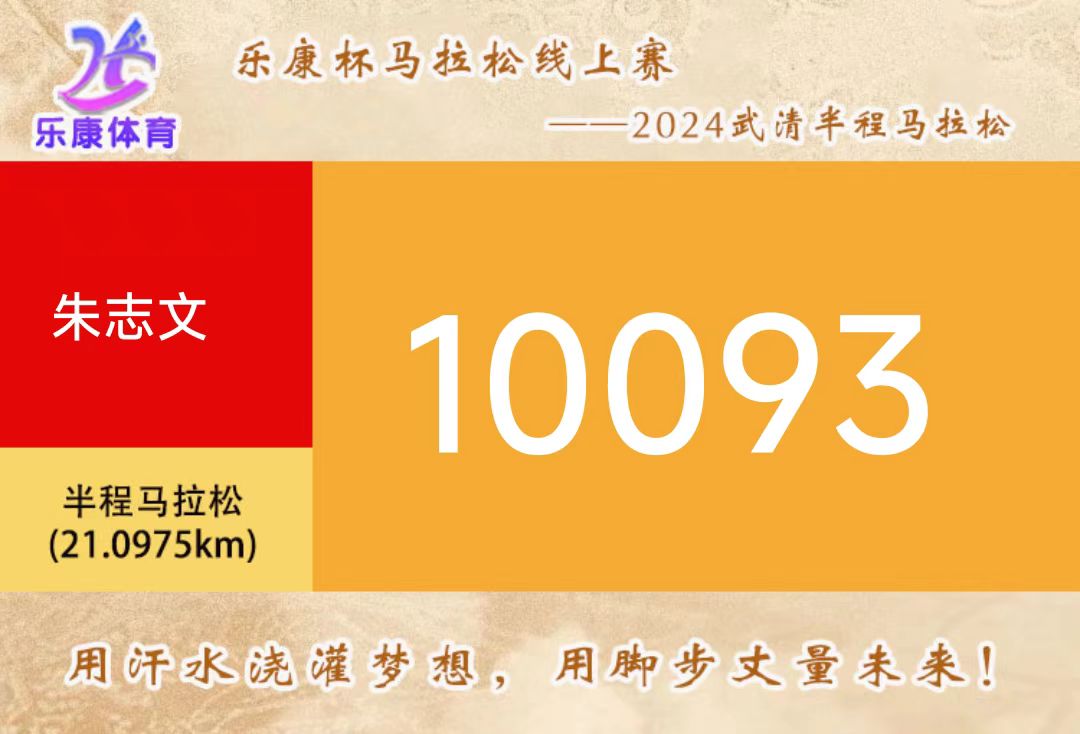 乐康体育
乐康杯马拉松线上赛
——2024武清半程马拉松
朱志文
10093
半程马拉松
(21.0975km)
用汗水浇灌梦想，用脚步丈量未来！